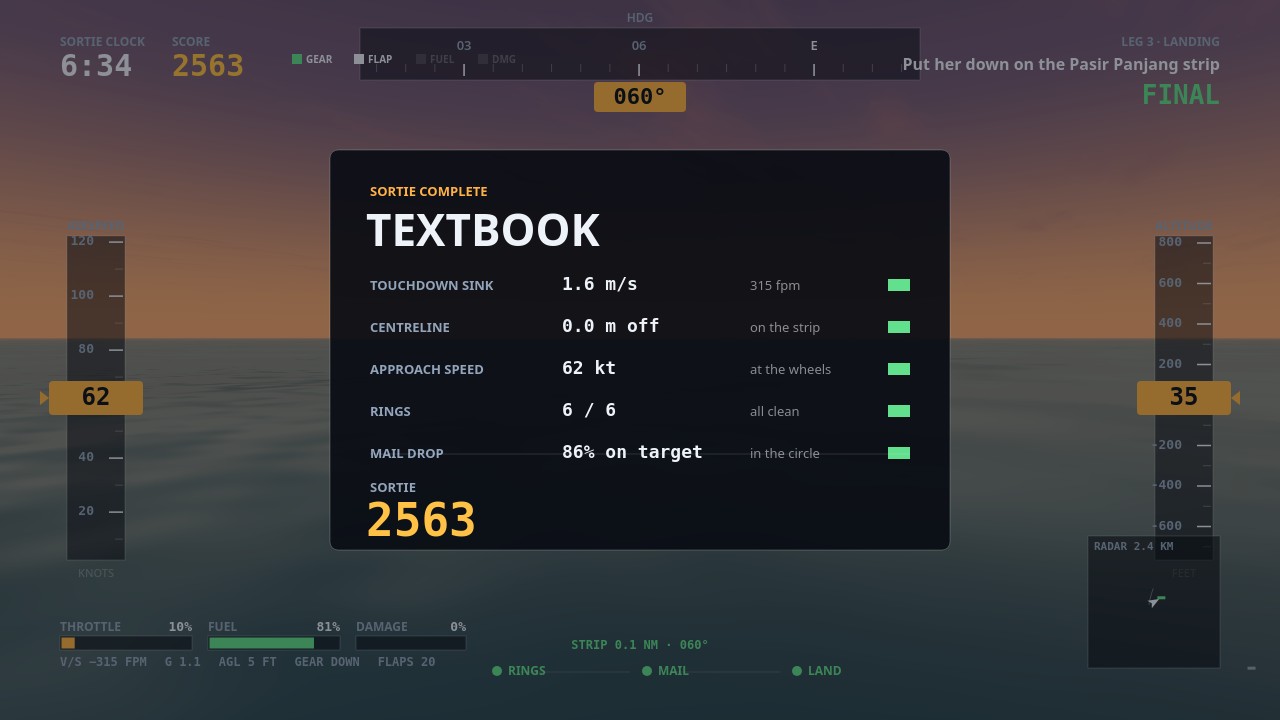 HDG
SORTIE CLOCK
SCORE
6:34
2563
GEAR
FLAP
FUEL
DMG
03
06
E
060°
LEG 3 · LANDING
Put her down on the Pasir Panjang strip
FINAL
SORTIE COMPLETE
TEXTBOOK
TOUCHDOWN SINK 1.6 m/s 315 fpm
CENTRELINE 0.0 m off on the strip
APPROACH SPEED 62 kt at the wheels
RINGS 6 / 6 all clean
MAIL DROP 86% on target in the circle
SORTIE
2563
120
100
80
62
40
20
KNOTS
800
600
400
200
35
-200
-400
-600
FEET
RADAR 2.4 KM
THROTTLE 10%
FUEL 81%
DAMAGE 0%
V/S −315 FPM G 1.1 AGL 5 FT GEAR DOWN FLAPS 20
STRIP 0.1 NM · 060°
RINGS
MAIL
LAND